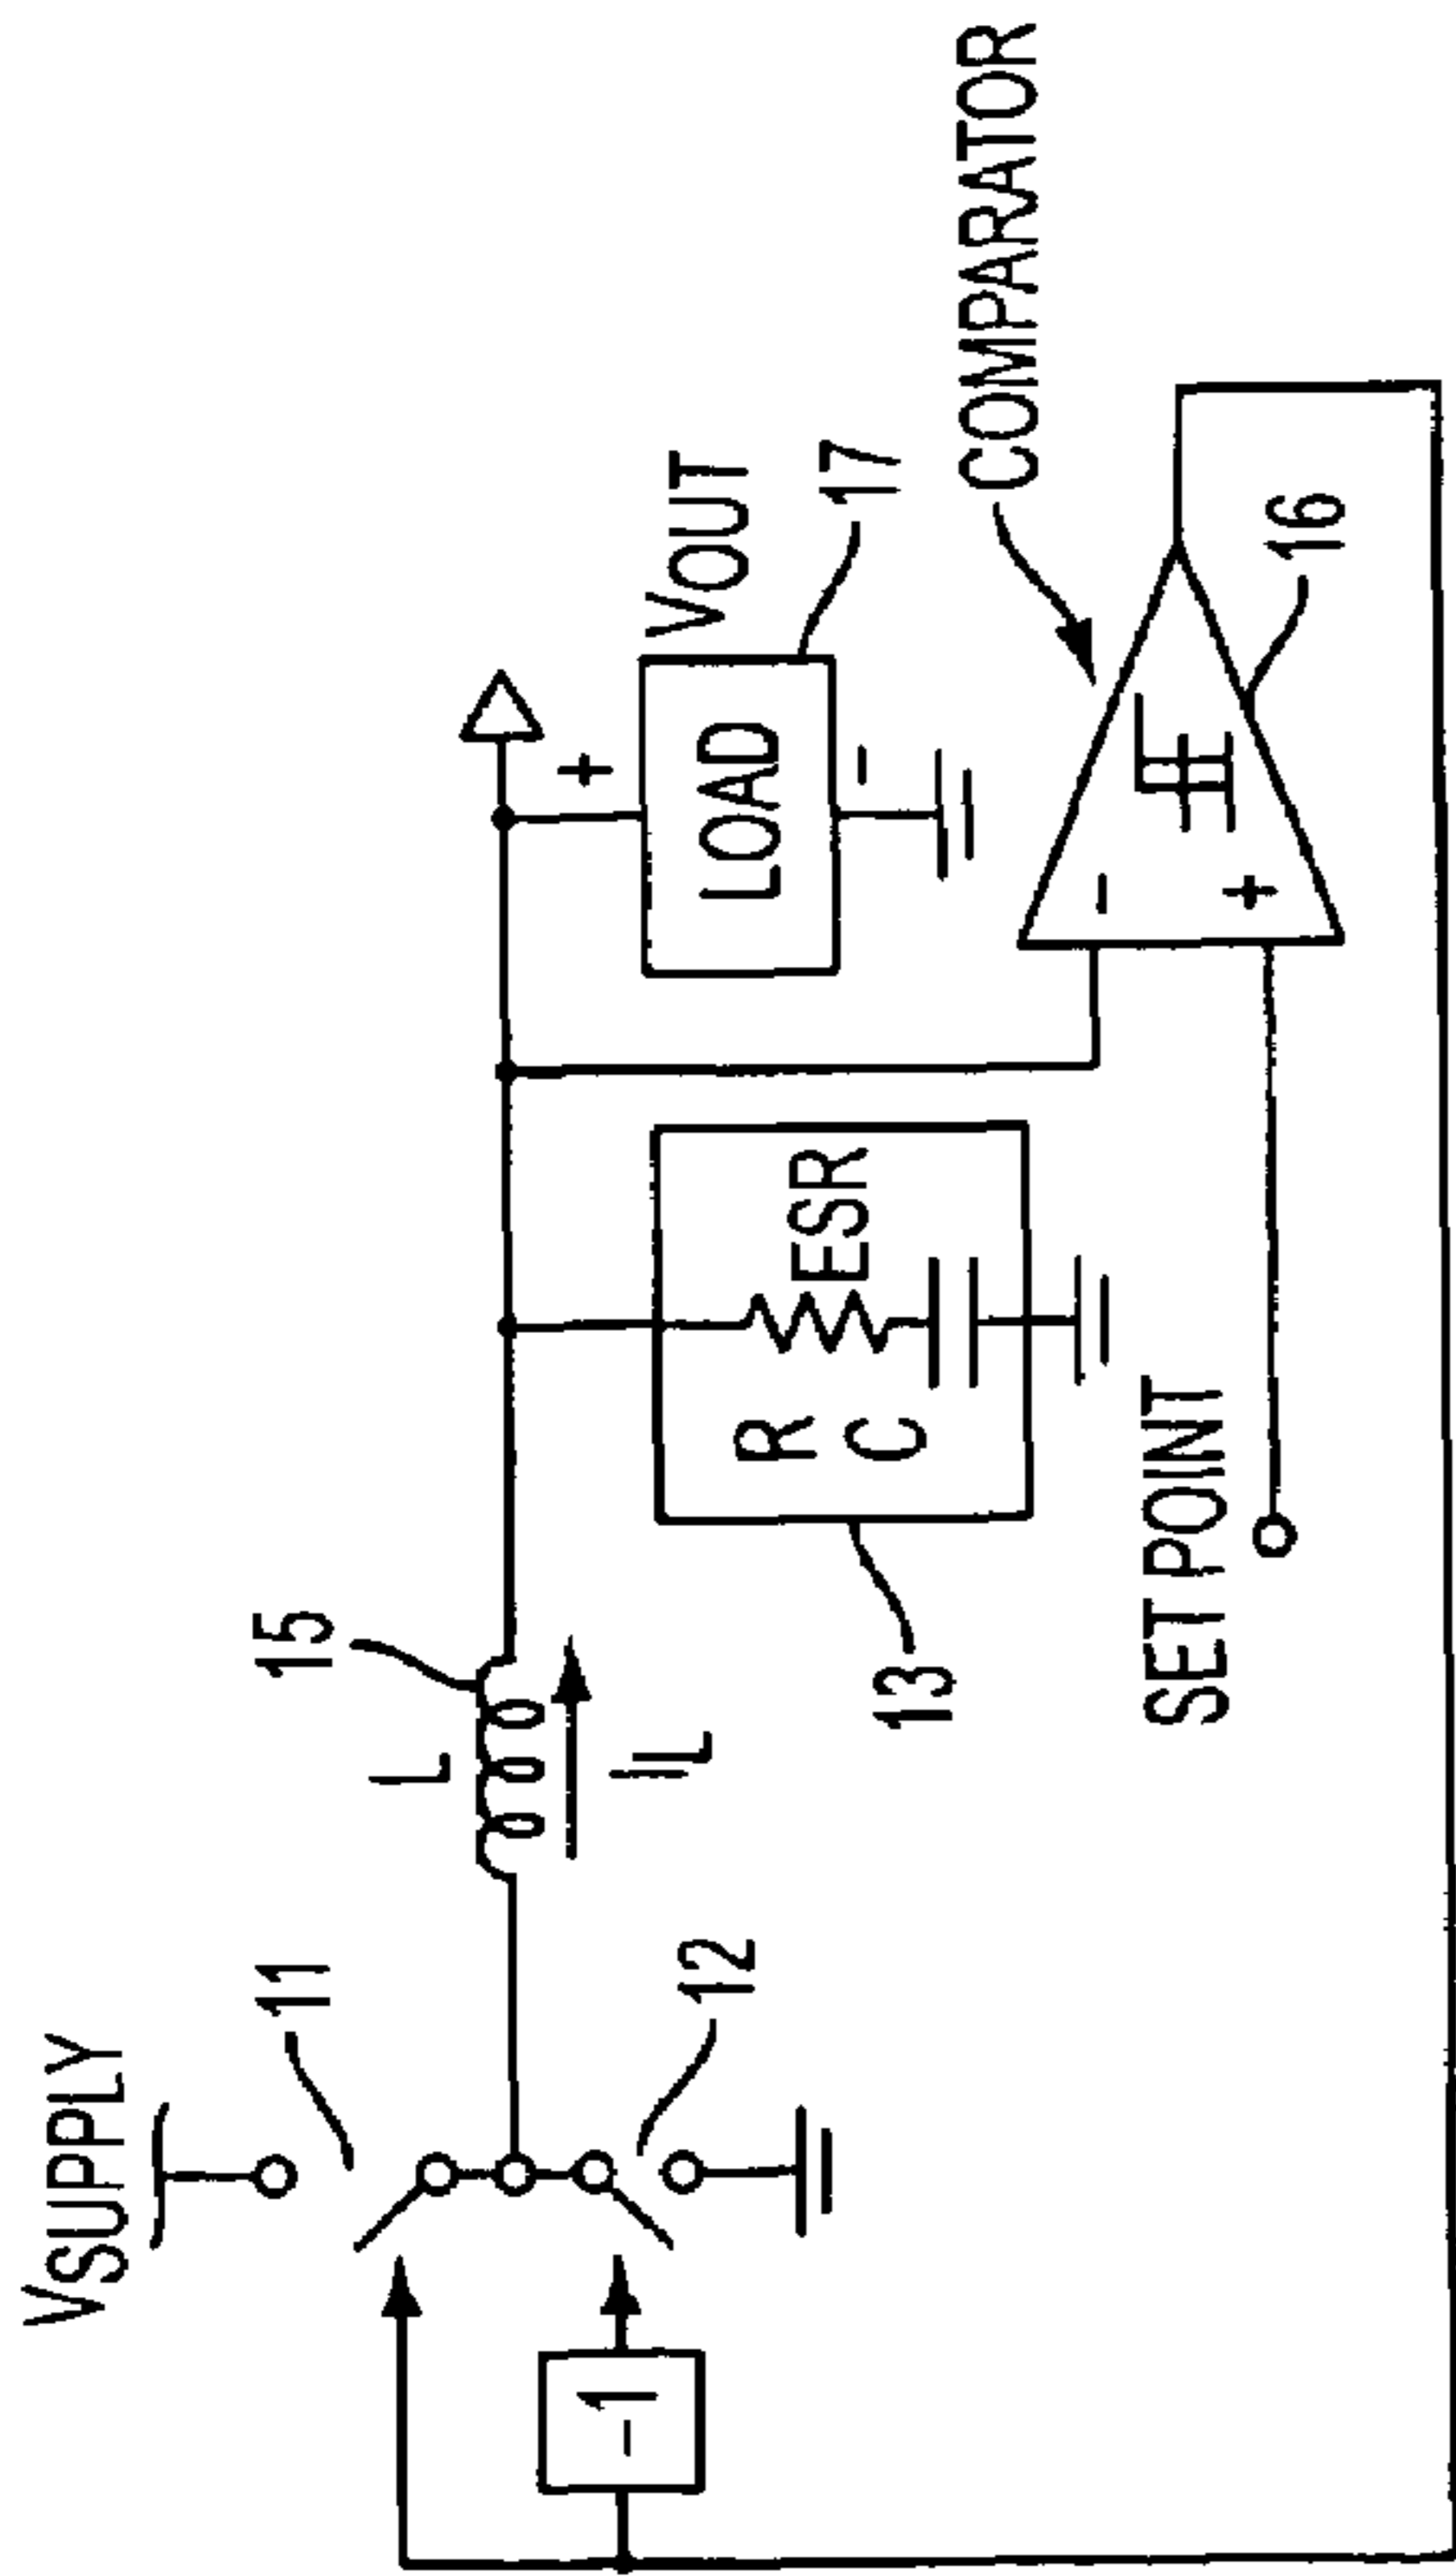 VSUPPLY
11
L
15
IL
12
-1
R
ESR
C
13
+
LOAD
-
VOUT
17
SET POINT
-
+
COMPARATOR
16